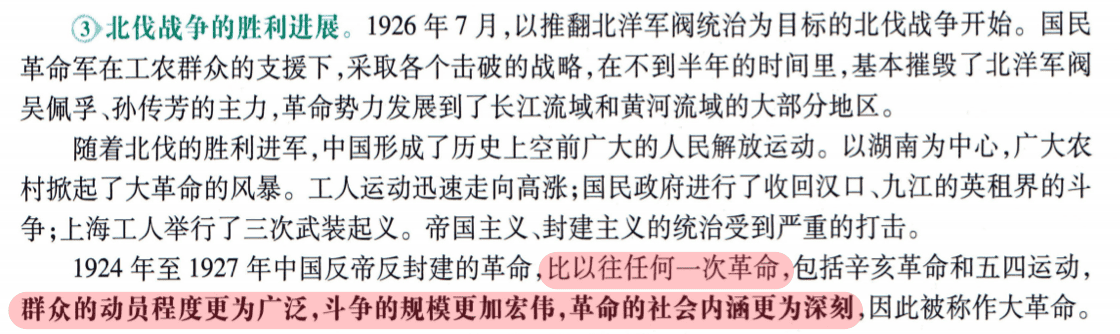 ③北伐战争的胜利进展。1926年7月,以推翻北洋军阀统治为目标的北伐战争开始。国民
革命军在工农群众的支援下,采取各个击破的战略,在不到半年的时间里,基本摧毁了北洋军阀
吴佩孚、孙传芳的主力,革命势力发展到了长江流域和黄河流域的大部分地区。
随着北伐的胜利进军,中国形成了历史上空前广大的人民解放运动。以湖南为中心,广大农
村掀起了大革命的风暴。工人运动迅速走向高涨;国民政府进行了收回汉口、九江的英租界的斗
争;上海工人举行了三次武装起义。帝国主义、封建主义的统治受到严重的打击。
1924年至1927年中国反帝反封建的革命,比以往任何一次革命,包括辛亥革命和五四运动,
群众的动员程度更为广泛,斗争的规模更加宏伟,革命的社会内涵更为深刻,因此被称作大革命。